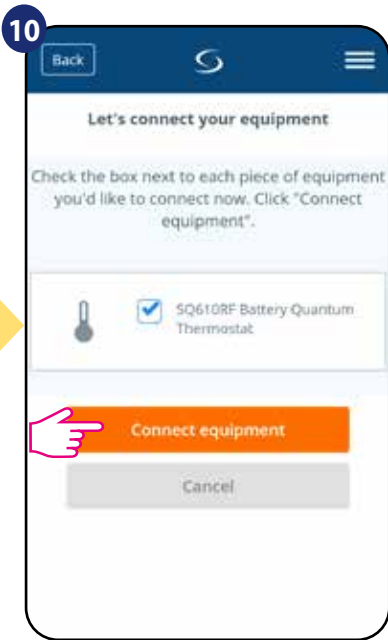 10
Back
Let's connect your equipment
Check the box next to each piece of equipment
you'd like to connect now. Click "Connect
equipment".
SQ610RF Battery Quantum
Thermostat
Connect equipment
Cancel